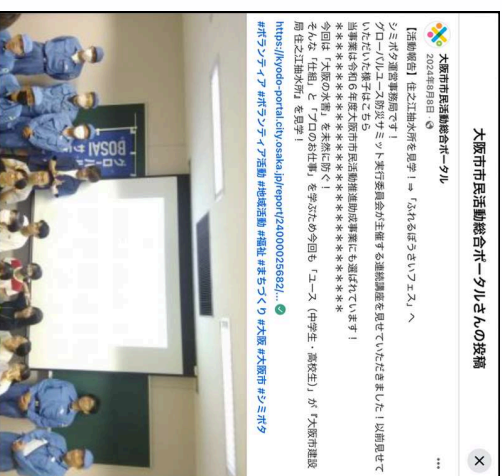 大阪市市民活動総合ポータルさんの投稿
大阪市市民活動総合ポータル
2024年8月8日
【活動報告】住之江抽水所を見学！⇒「ふれるぼうさいフェス」へ
シミポタ運営事務局です！
グローバルユース防災サミット実行委員会が主催する連続講座を見せていただきました！以前見せて
いただいた様子はこちら
当事業は令和６年度大阪市市民活動推進助成事業にも選ばれています！
＊＊＊＊＊＊＊＊＊＊＊＊＊＊＊＊＊＊＊＊＊＊＊＊
今回は「大阪の水害」を未然に防ぐ！
そんな「仕組」と「プロのお仕事」を学ぶため今回も「ユース（中学生・高校生）」が『大阪市建設
局 住之江抽水所』を見学！
https://kyodo-portal.city.osaka.jp/report/24000025682/...
#ボランティア #ボランティア活動 #地域活動 #福祉 #まちづくり #大阪 #大阪市 #シミポタ
BOSAI